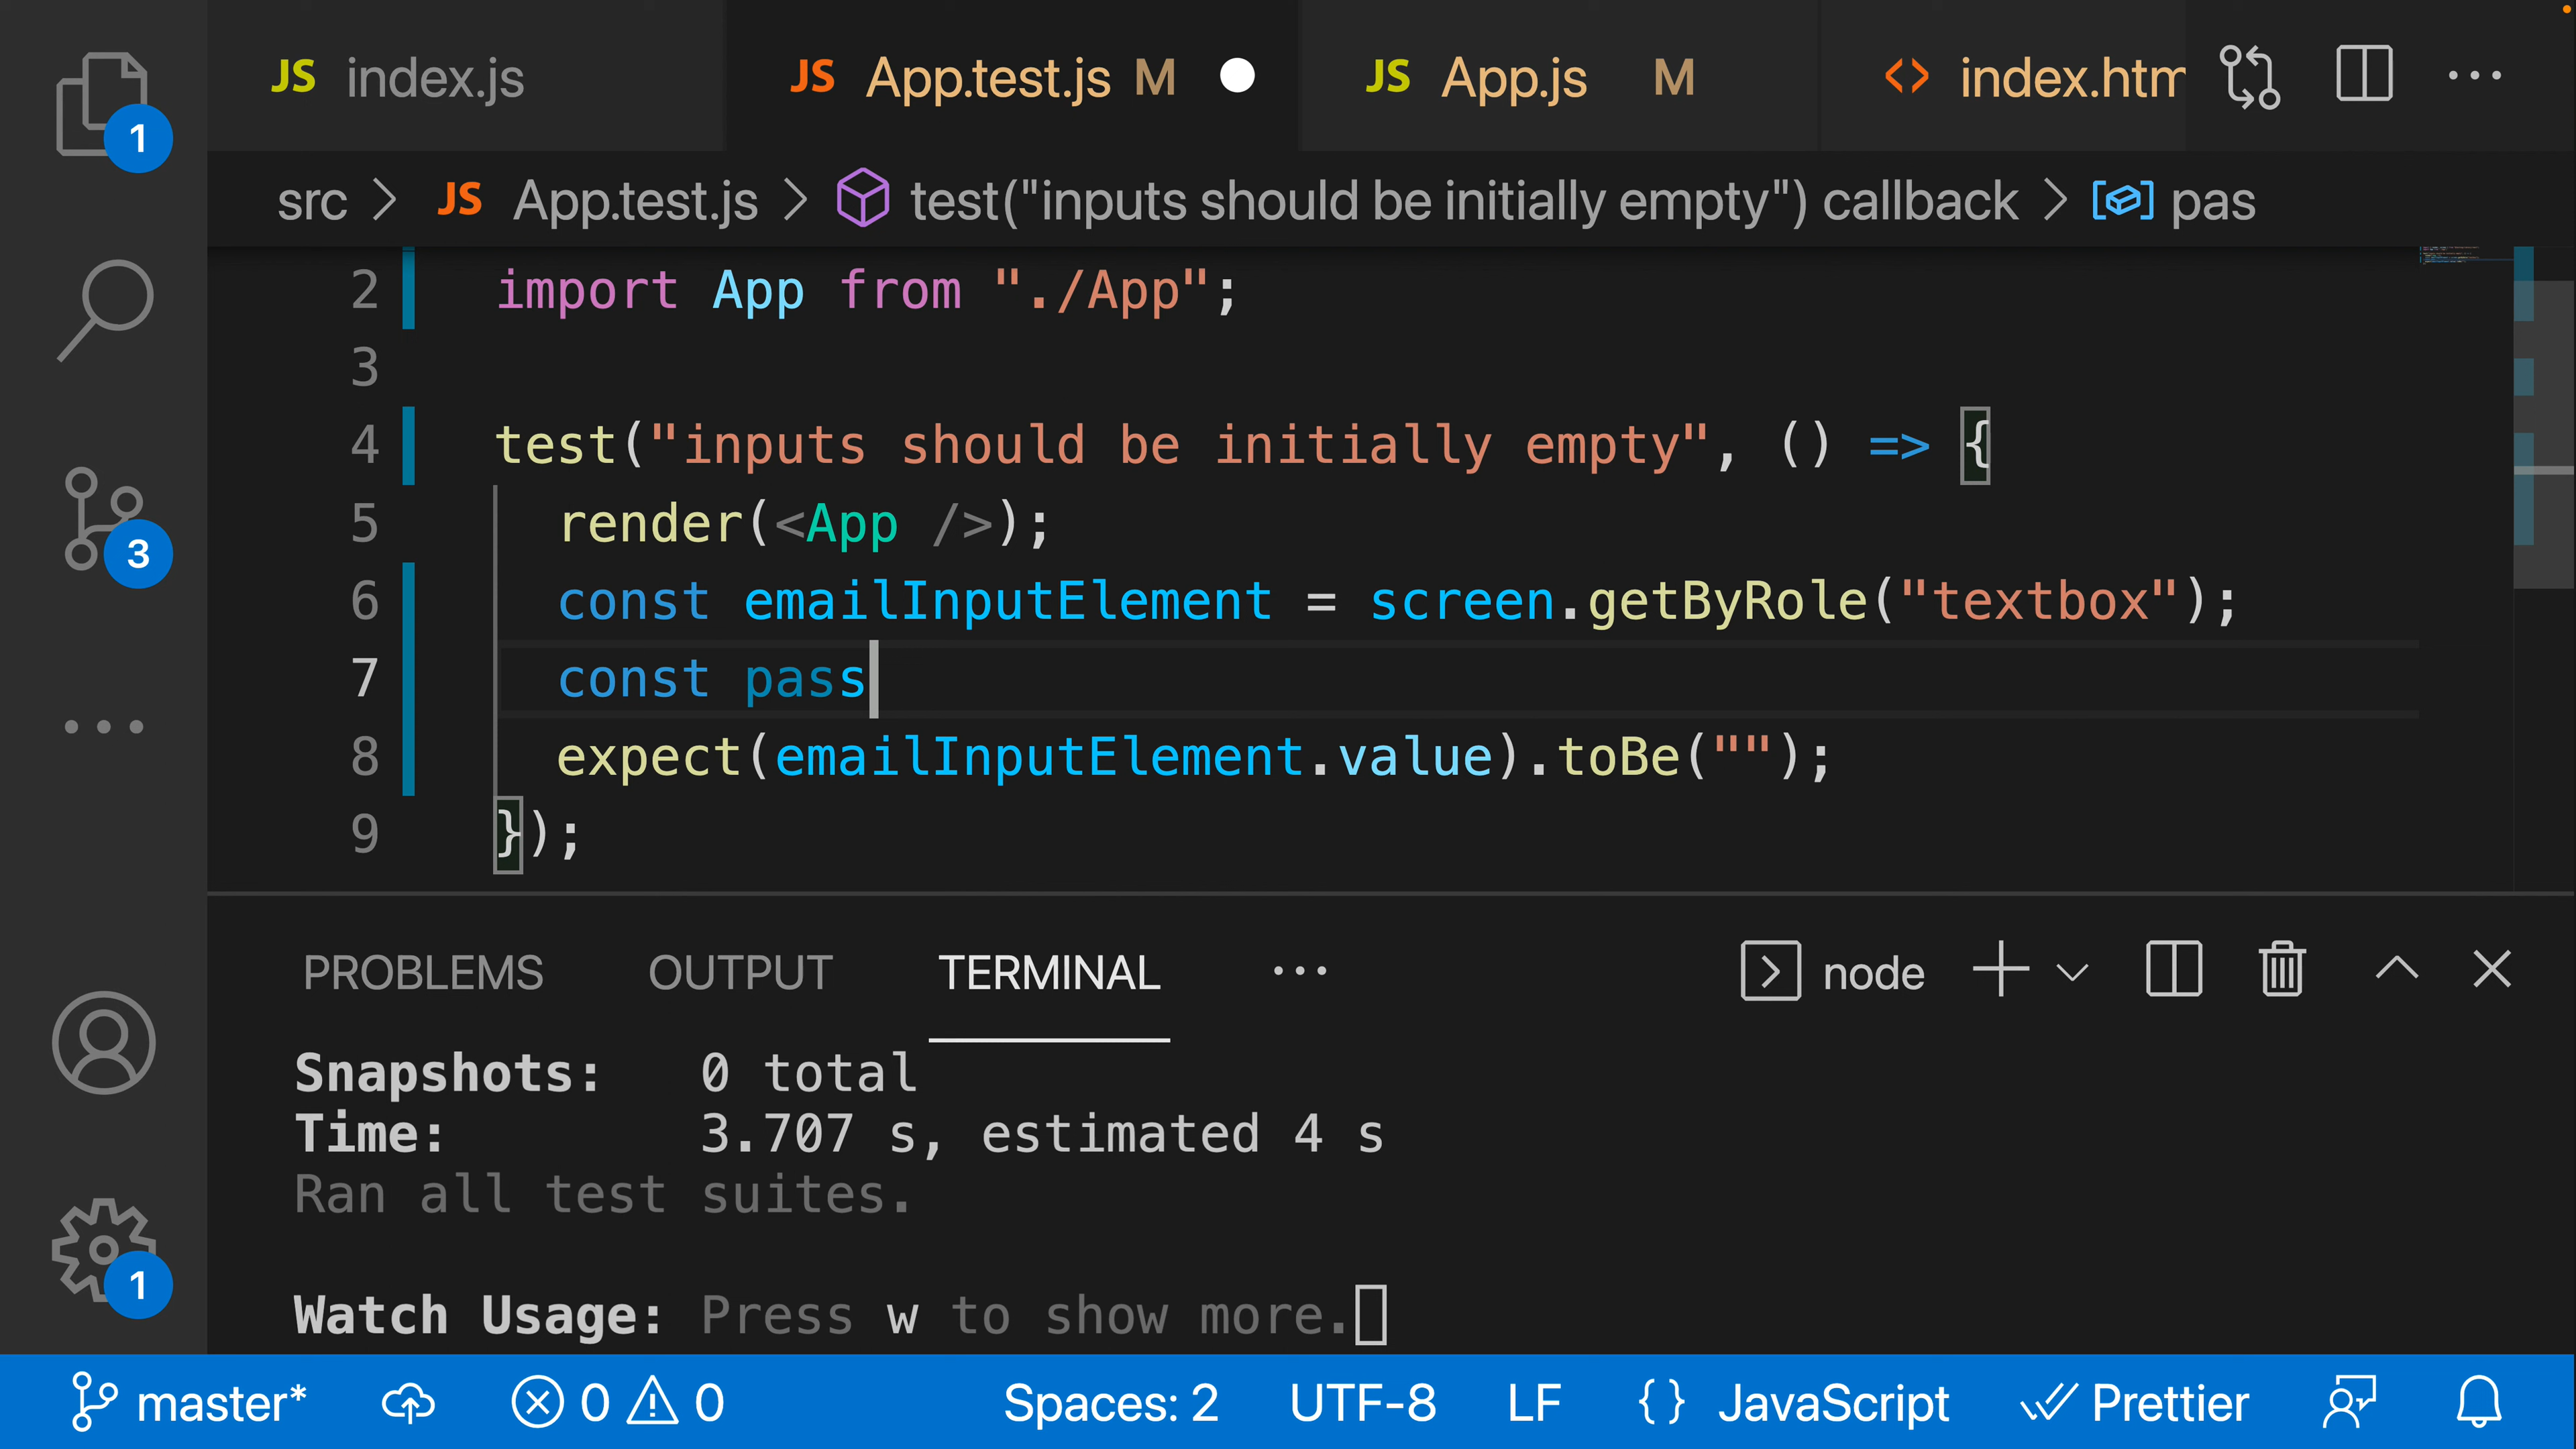 JS index.js
JS App.test.js M
JS App.js M
<> index.htm
1
src > JS App.test.js > test("inputs should be initially empty") callback > pas
2 import App from "./App";
3
4 test("inputs should be initially empty", () => {
5 render(<App />);
6 const emailInputElement = screen.getByRole("textbox");
7 const pass
8 expect(emailInputElement.value).toBe("");
9 });
3
PROBLEMS OUTPUT TERMINAL ··· node
Snapshots: 0 total
Time: 3.707 s, estimated 4 s
Ran all test suites.
1
Watch Usage: Press w to show more.
master* 0 0 Spaces: 2 UTF-8 LF {} JavaScript Prettier